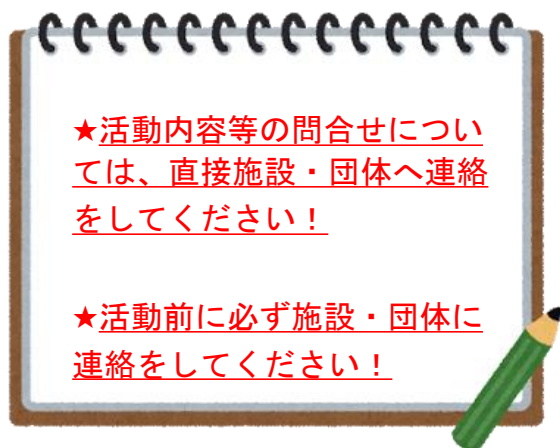 ★活動内容等の問合せについ
ては、直接施設・団体へ連絡
をしてください！
★活動前に必ず施設・団体に
連絡をしてください！